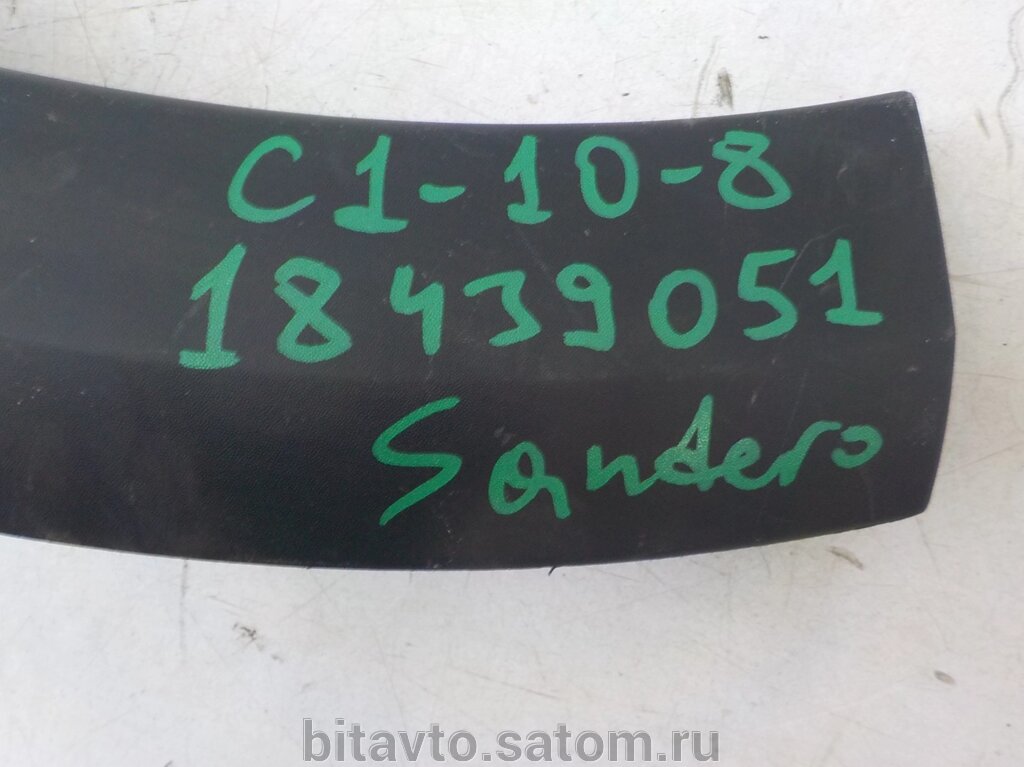 C1-10-8
18439051
Sandero
bitavto.satom.ru